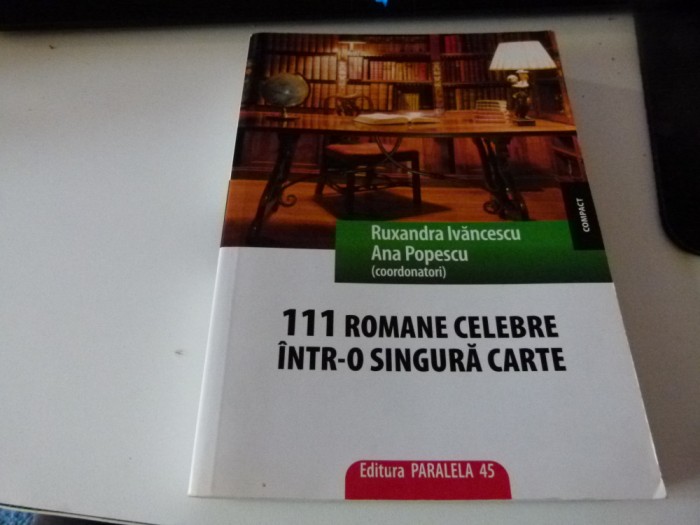 COMPACT
Ruxandra Ivăncescu
Ana Popescu
(coordonatori)
111 ROMANE CELEBRE
ÎNTR-O SINGURĂ CARTE
Editura PARALELA 45